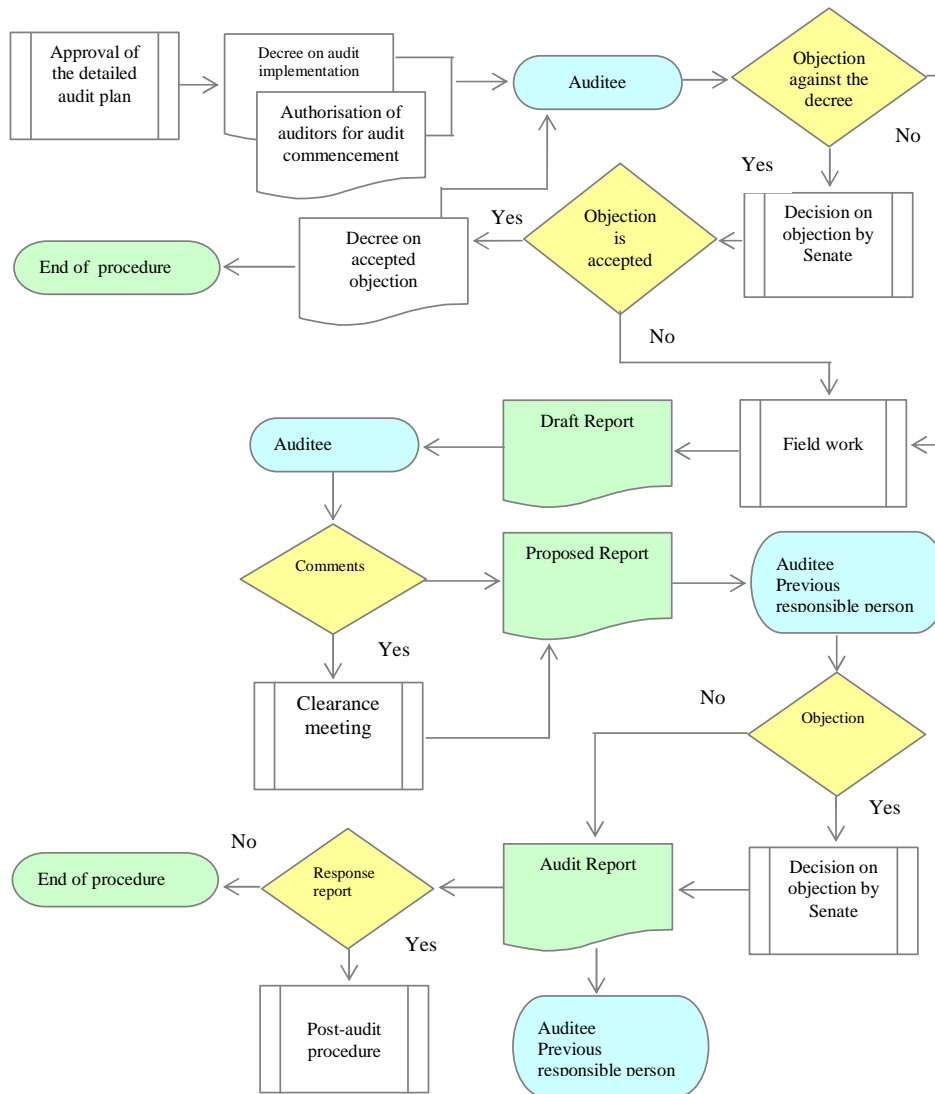 Approval of
the detailed
audit plan
Decree on audit
implementation
Authorisation of
auditors for audit
commencement
Auditee
Objection
against the
decree
No
Yes
Decision on
objection by
Senate
Objection
is
accepted
Yes
Decree on
accepted
objection
End of procedure
No
Field work
Draft Report
Auditee
Comments
Proposed Report
Auditee
Previous
responsible person
Yes
Clearance
meeting
No
Objection
Yes
Decision on
objection by
Senate
Audit Report
Response
report
No
End of procedure
Yes
Post-audit
procedure
Auditee
Previous
responsible person